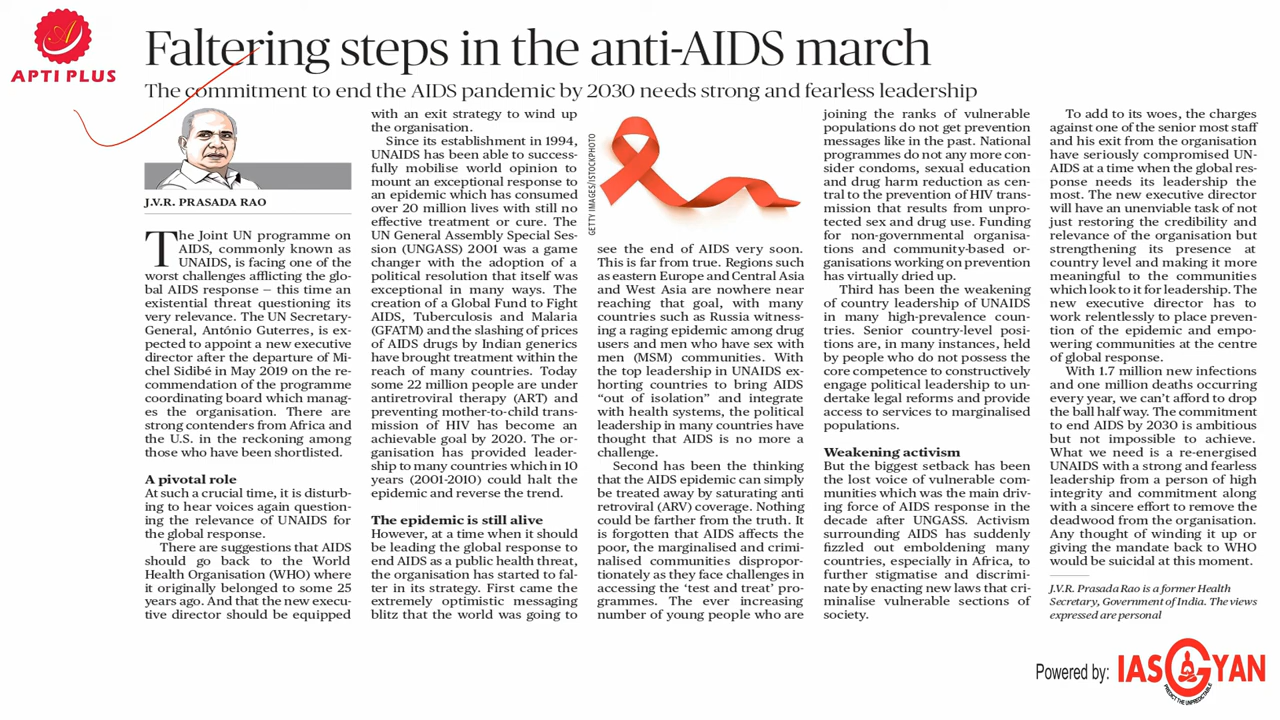 APTI PLUS
Faltering steps in the anti-AIDS march
The commitment to end the AIDS pandemic by 2030 needs strong and fearless leadership
J.V.R. PRASADA RAO
The Joint UN programme on
AIDS, commonly known as
UNAIDS, is facing one of the
worst challenges afflicting the glo-
bal AIDS response – this time an
existential threat questioning its
very relevance. The UN Secretary-
General, António Guterres, is ex-
pected to appoint a new executive
director after the departure of Mi-
chel Sidibé in May 2019 on the re-
commendation of the programme
coordinating board which manag-
es the organisation. There are
strong contenders from Africa and
the U.S. in the reckoning among
those who have been shortlisted.
A pivotal role
At such a crucial time, it is disturb-
ing to hear voices again question-
ing the relevance of UNAIDS for
the global response.
There are suggestions that AIDS
should go back to the World
Health Organisation (WHO) where
it originally belonged to some 25
years ago. And that the new execu-
tive director should be equipped
with an exit strategy to wind up
the organisation.
Since its establishment in 1994,
UNAIDS has been able to success-
fully mobilise world opinion to
mount an exceptional response to
an epidemic which has consumed
over 20 million lives with still no
effective treatment or cure. The
UN General Assembly Special Ses-
sion (UNGASS) 2001 was a game
changer with the adoption of a
political resolution that itself was
exceptional in many ways. The
creation of a Global Fund to Fight
AIDS, Tuberculosis and Malaria
(GFATM) and the slashing of prices
of AIDS drugs by Indian generics
have brought treatment within the
reach of many countries. Today
some 22 million people are under
antiretroviral therapy (ART) and
preventing mother-to-child trans-
mission of HIV has become an
achievable goal by 2020. The or-
ganisation has provided leader-
ship to many countries which in 10
years (2001-2010) could halt the
epidemic and reverse the trend.
The epidemic is still alive
However, at a time when it should
be leading the global response to
end AIDS as a public health threat,
the organisation has started to fal-
ter in its strategy. First came the
extremely optimistic messaging
blitz that the world was going to
GETTY IMAGES/ISTOCKPHOTO
see the end of AIDS very soon.
This is far from true. Regions such
as eastern Europe and Central Asia
and West Asia are nowhere near
reaching that goal, with many
countries such as Russia witness-
ing a raging epidemic among drug
users and men who have sex with
men (MSM) communities. With
the top leadership in UNAIDS ex-
horting countries to bring AIDS
“out of isolation” and integrate
with health systems, the political
leadership in many countries have
thought that AIDS is no more a
challenge.
Second has been the thinking
that the AIDS epidemic can simply
be treated away by saturating anti
retroviral (ARV) coverage. Nothing
could be farther from the truth. It
is forgotten that AIDS affects the
poor, the marginalised and crimi-
nalised communities dispropor-
tionately as they face challenges in
accessing the ‘test and treat’ pro-
grammes. The ever increasing
number of young people who are
joining the ranks of vulnerable
populations do not get prevention
messages like in the past. National
programmes do not any more con-
sider condoms, sexual education
and drug harm reduction as cen-
tral to the prevention of HIV trans-
mission that results from unpro-
tected sex and drug use. Funding
for non-governmental organisa-
tions and community-based or-
ganisations working on prevention
has virtually dried up.
Third has been the weakening
of country leadership of UNAIDS
in many high-prevalence coun-
tries. Senior country-level posi-
tions are, in many instances, held
by people who do not possess the
core competence to constructively
engage political leadership to un-
dertake legal reforms and provide
access to services to marginalised
populations.
Weakening activism
But the biggest setback has been
the lost voice of vulnerable com-
munities which was the main driv-
ing force of AIDS response in the
decade after UNGASS. Activism
surrounding AIDS has suddenly
fizzled out emboldening many
countries, especially in Africa, to
further stigmatise and discrimi-
nate by enacting new laws that cri-
minalise vulnerable sections of
society.
To add to its woes, the charges
against one of the senior most staff
and his exit from the organisation
have seriously compromised UN-
AIDS at a time when the global res-
ponse needs its leadership the
most. The new executive director
will have an unenviable task of not
just restoring the credibility and
relevance of the organisation but
strengthening its presence at
country level and making it more
meaningful to the communities
which look to it for leadership. The
new executive director has to
work relentlessly to place preven-
tion of the epidemic and empo-
wering communities at the centre
of global response.
With 1.7 million new infections
and one million deaths occurring
every year, we can’t afford to drop
the ball half way. The commitment
to end AIDS by 2030 is ambitious
but not impossible to achieve.
What we need is a re-energised
UNAIDS with a strong and fearless
leadership from a person of high
integrity and commitment along
with a sincere effort to remove the
deadwood from the organisation.
Any thought of winding it up or
giving the mandate back to WHO
would be suicidal at this moment.
J.V.R. Prasada Rao is a former Health
Secretary, Government of India. The views
expressed are personal
Powered by: IAS GYAN
PREDICT THE UNPREDICTABLE